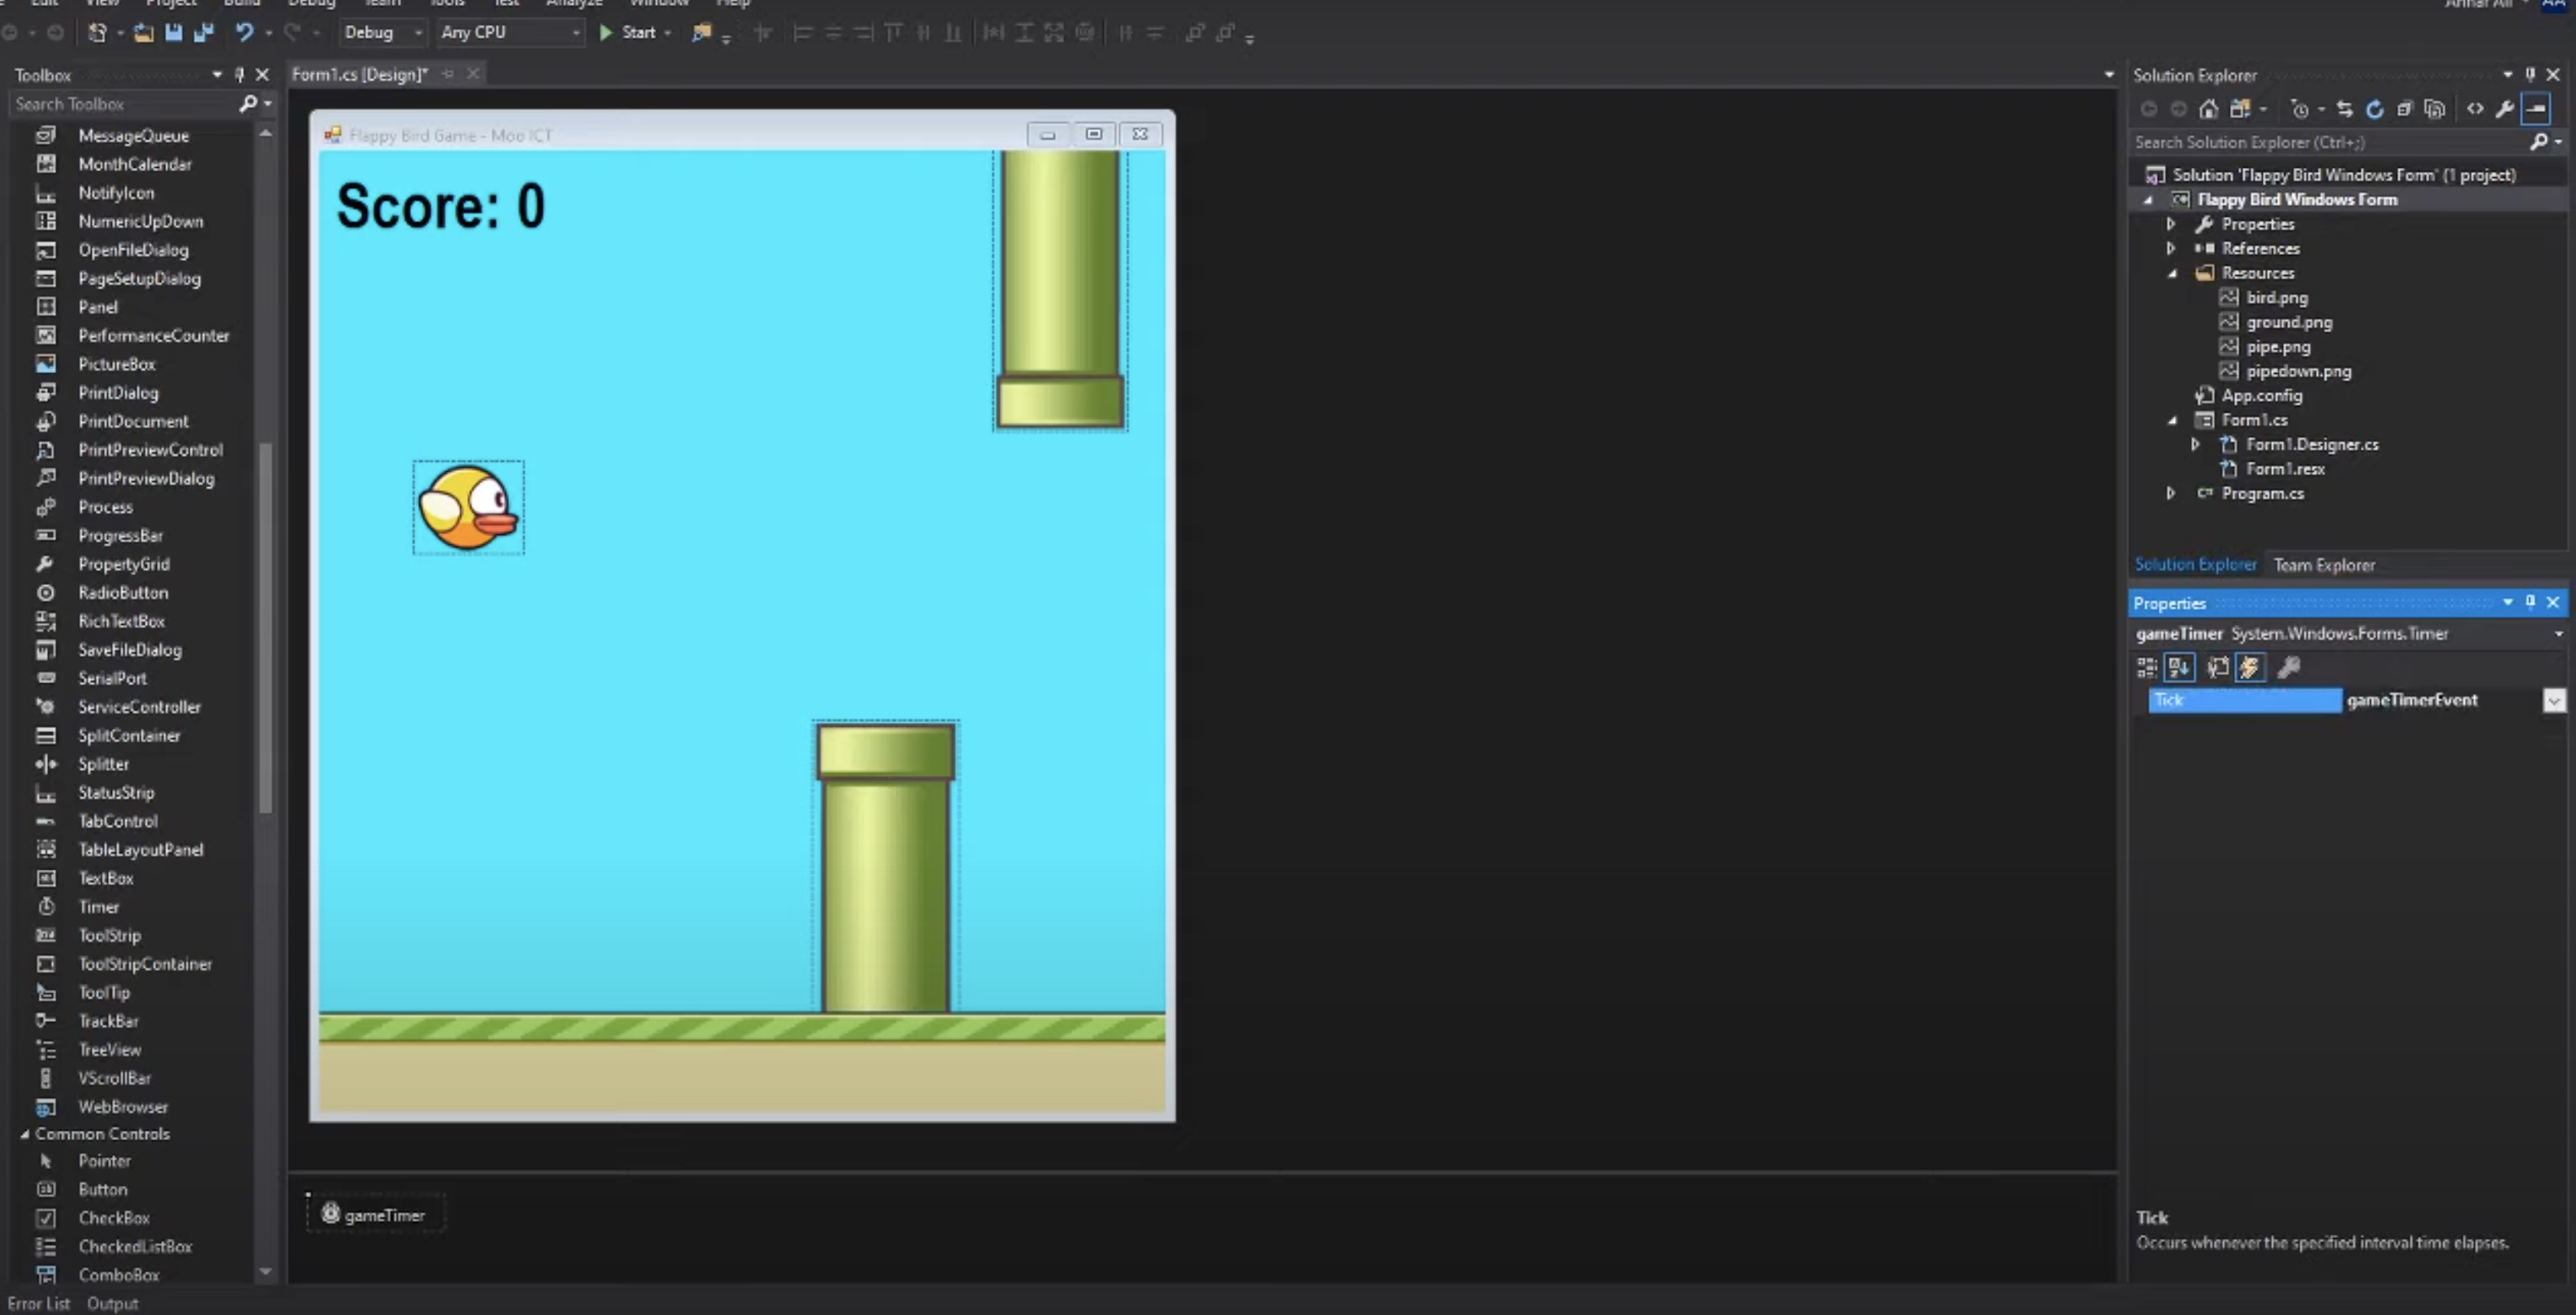 Edit View Project Build Debug Team Tools Test Analyze Window Help
Debug Any CPU Start
Toolbox
Search Toolbox
MessageQueue
MonthCalendar
NotifyIcon
NumericUpDown
OpenFileDialog
PageSetupDialog
Panel
PerformanceCounter
PictureBox
PrintDialog
PrintDocument
PrintPreviewControl
PrintPreviewDialog
Process
ProgressBar
PropertyGrid
RadioButton
RichTextBox
SaveFileDialog
SerialPort
ServiceController
SplitContainer
Splitter
StatusStrip
TabControl
TableLayoutPanel
TextBox
Timer
ToolStrip
ToolStripContainer
ToolTip
TrackBar
TreeView
VScrollBar
WebBrowser
Common Controls
Pointer
Button
CheckBox
CheckedListBox
ComboBox
Form1.cs [Design]*
Flappy Bird Game - Moo ICT
Score: 0
gameTimer
Solution Explorer
Search Solution Explorer (Ctrl+;)
Solution 'Flappy Bird Windows Form' (1 project)
Flappy Bird Windows Form
Properties
References
Resources
bird.png
ground.png
pipe.png
pipedown.png
App.config
Form1.cs
Form1.Designer.cs
Form1.resx
Program.cs
Solution Explorer Team Explorer
Properties
gameTimer System.Windows.Forms.Timer
Tick gameTimerEvent
Tick
Occurs whenever the specified interval time elapses.
Error List Output